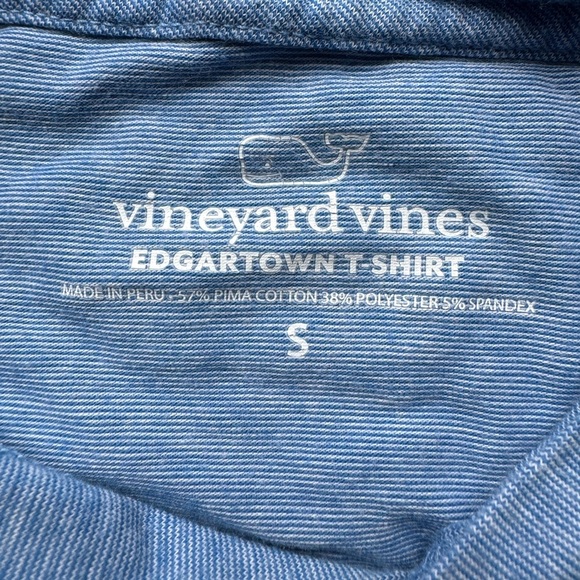 vineyard vines
EDGARTOWN T-SHIRT
MADE IN PERU • 57% PIMA COTTON 38% POLYESTER 5% SPANDEX
S